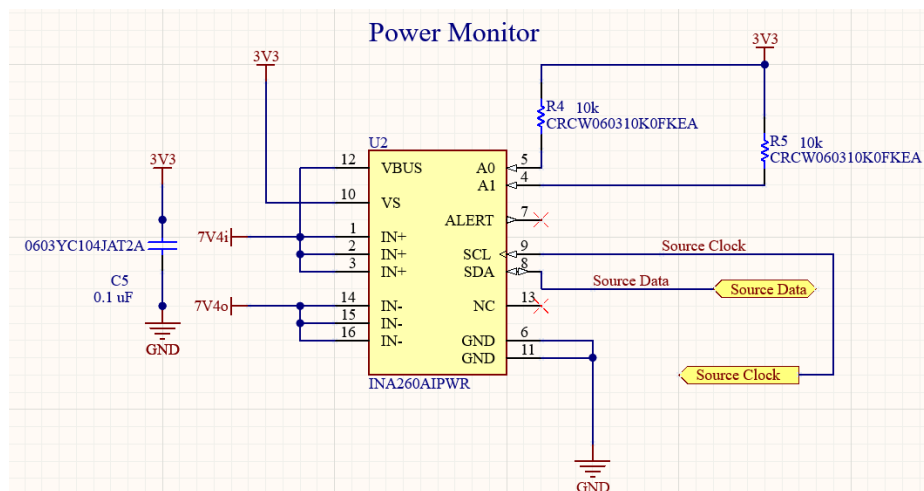 Power Monitor
3V3
3V3
R4 10k
CRCW060310K0FKEA
R5 10k
CRCW060310K0FKEA
U2
3V3
12 VBUS
A0 5
A1 4
10 VS
ALERT 7
7V4i
1 IN+
2 IN+
3 IN+
SCL 9
SDA 8
Source Clock
Source Data
Source Data
0603YC104JAT2A
C5
0.1 uF
7V4o
14 IN-
15 IN-
16 IN-
NC 13
GND 6
GND 11
GND
INA260AIPWR
Source Clock
GND